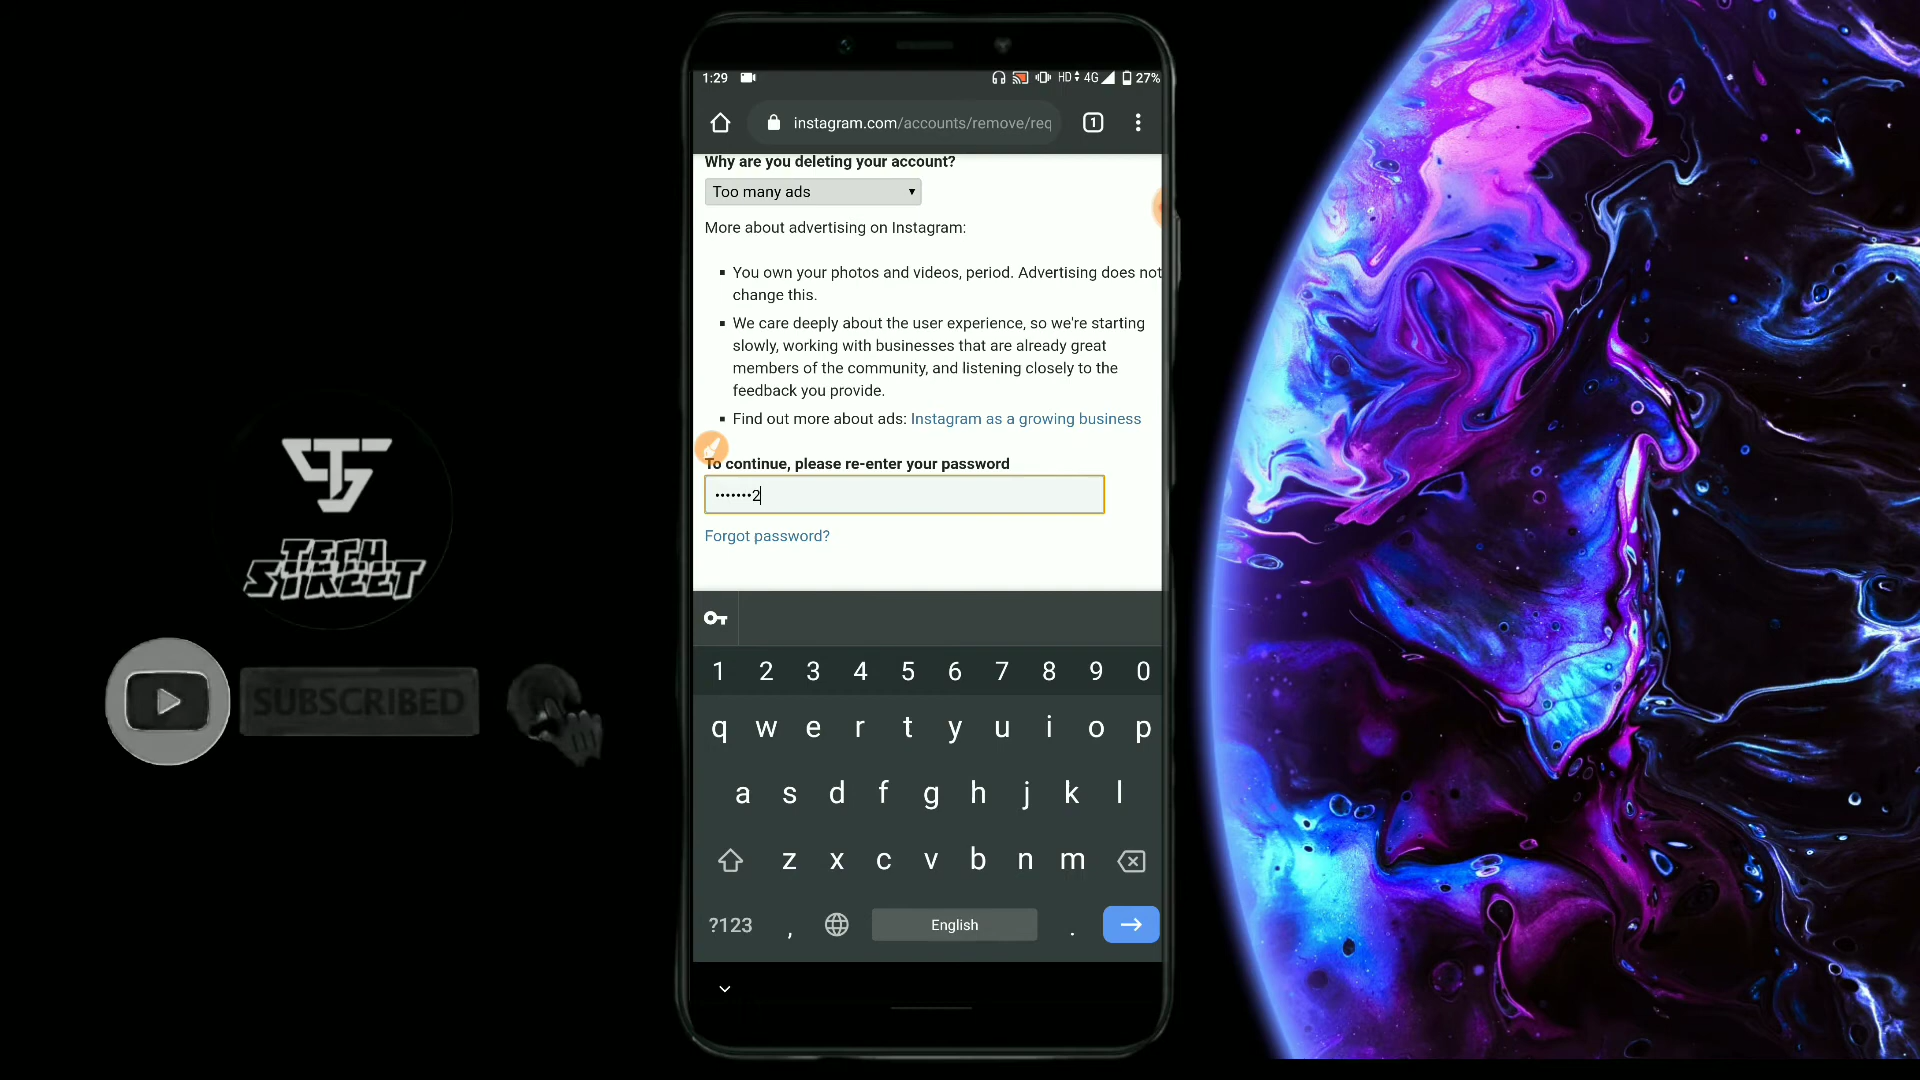 1:29
HD 4G 27%
instagram.com/accounts/remove/req
1
Why are you deleting your account?
Too many ads
More about advertising on Instagram:
You own your photos and videos, period. Advertising does not
change this.
We care deeply about the user experience, so we're starting
slowly, working with businesses that are already great
members of the community, and listening closely to the
feedback you provide.
Find out more about ads: Instagram as a growing business
To continue, please re-enter your password
•••••••2
Forgot password?
1 2 3 4 5 6 7 8 9 0
q w e r t y u i o p
a s d f g h j k l
z x c v b n m
?123 , English .
TECH
STREET
SUBSCRIBED